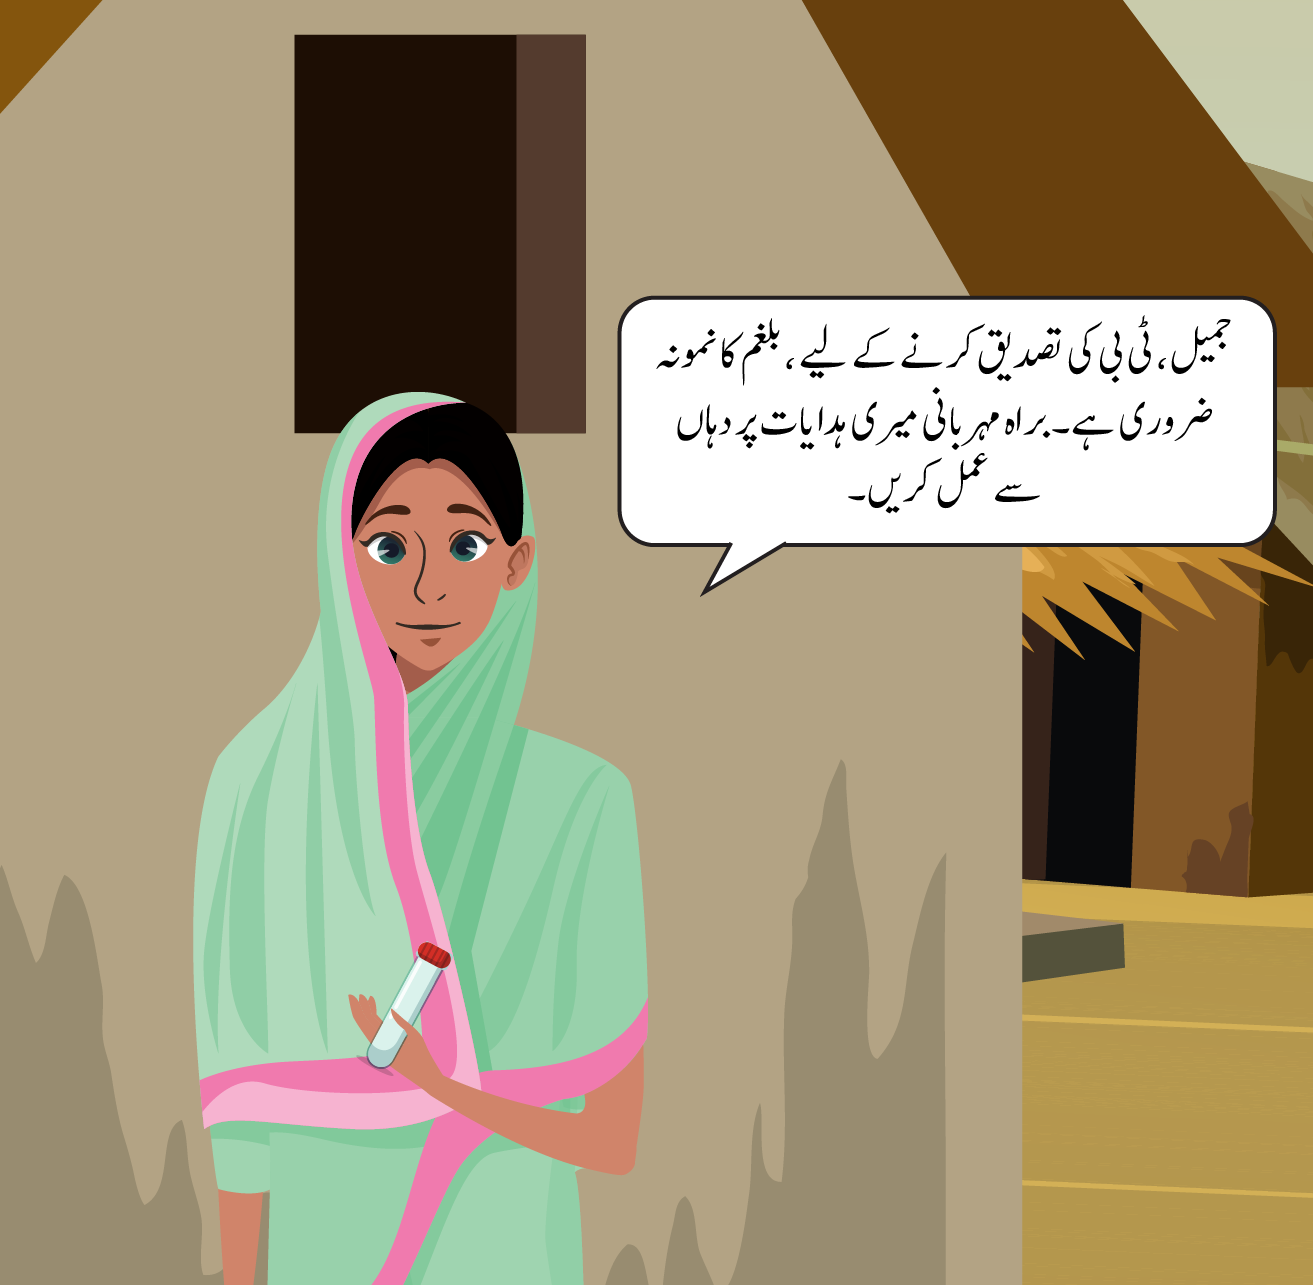 جمیل، ٹی بی کی تصدیق کرنے کے لیے ، بلغم کا نمونہ
ضروری ہے۔ براہ مہربانی میری ہدایات پر دہاں
سے عمل کریں۔